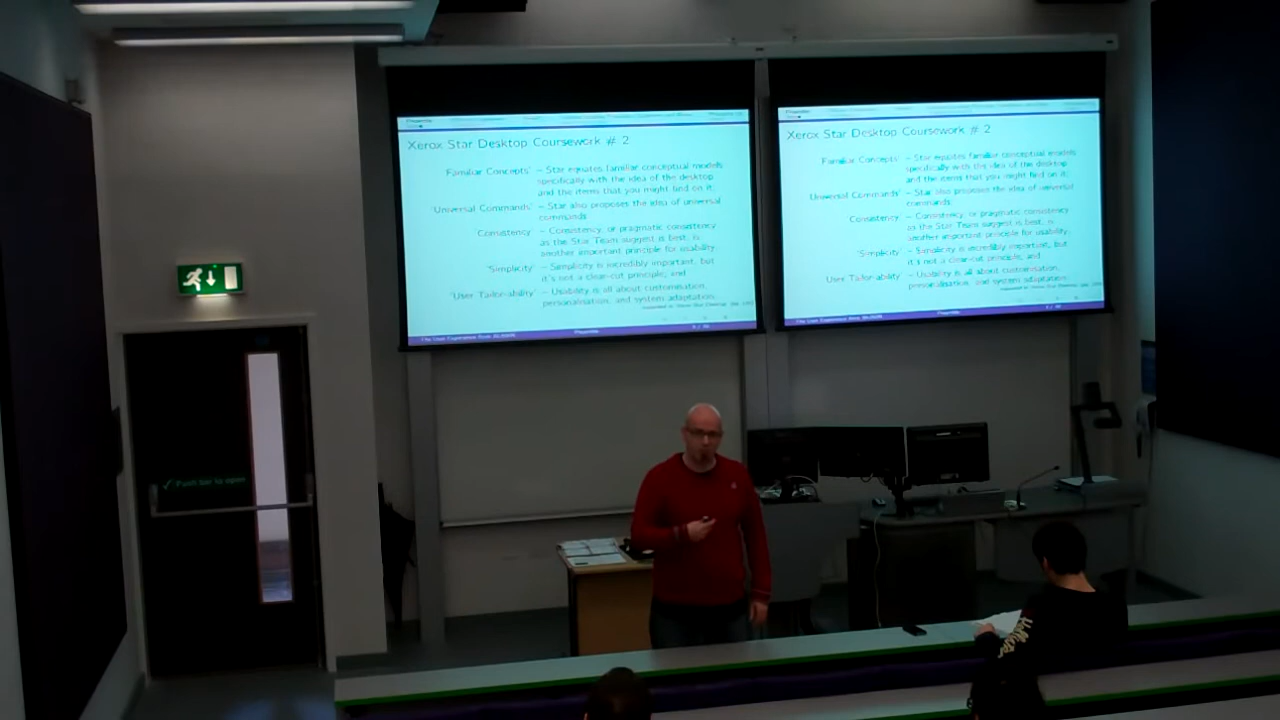 Xerox Star Desktop Coursework # 2
'Familiar Concepts' – Star equates familiar conceptual models
specifically with the idea of the desktop
and the items that you might find on it;
'Universal Commands' – Star also proposes the idea of universal
commands;
'Consistency' – Consistency, or pragmatic consistency
as the Star Team suggest is best, is
another important principle for usability;
'Simplicity' – Simplicity is incredibly important, but
it's not a clear-cut principle; and
'User Tailorability' – Usability is all about customisation,
personalisation, and system adaptation.
Xerox Star Desktop Coursework # 2
'Familiar Concepts' – Star equates familiar conceptual models
specifically with the idea of the desktop
and the items that you might find on it;
'Universal Commands' – Star also proposes the idea of universal
commands;
'Consistency' – Consistency, or pragmatic consistency
as the Star Team suggest is best, is
another important principle for usability;
'Simplicity' – Simplicity is incredibly important, but
it's not a clear-cut principle; and
'User Tailorability' – Usability is all about customisation,
personalisation, and system adaptation.
Push bar to open